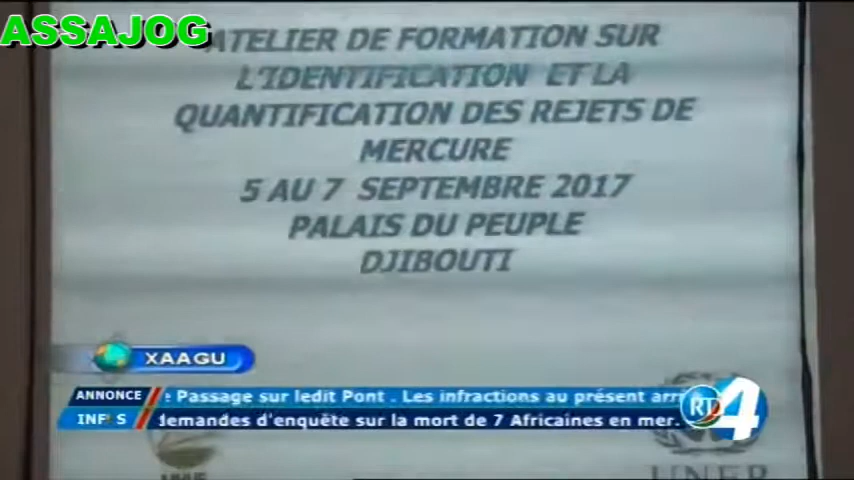 ASSAJOG
ATELIER DE FORMATION SUR
L'IDENTIFICATION ET LA
QUANTIFICATION DES REJETS DE
MERCURE
5 AU 7 SEPTEMBRE 2017
PALAIS DU PEUPLE
DJIBOUTI
XAAGU
ANNONCE
Passage sur ledit Pont . Les infractions au présent
INFOS
demandes d'enquête sur la mort de 7 Africaines en mer.
RTD
4
UNEP